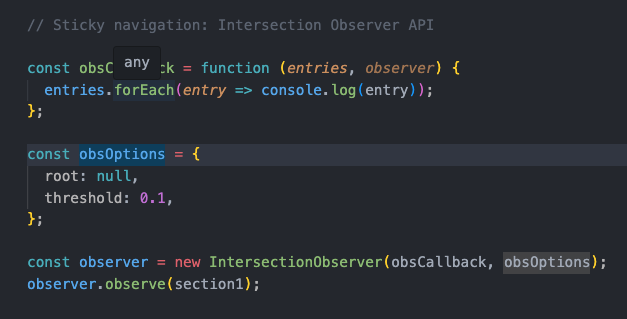 // Sticky navigation: Intersection Observer API
any
const obsC ck = function (entries, observer) {
entries.forEach(entry => console.log(entry));
};
const obsOptions = {
root: null,
threshold: 0.1,
};
const observer = new IntersectionObserver(obsCallback, obsOptions);
observer.observe(section1);